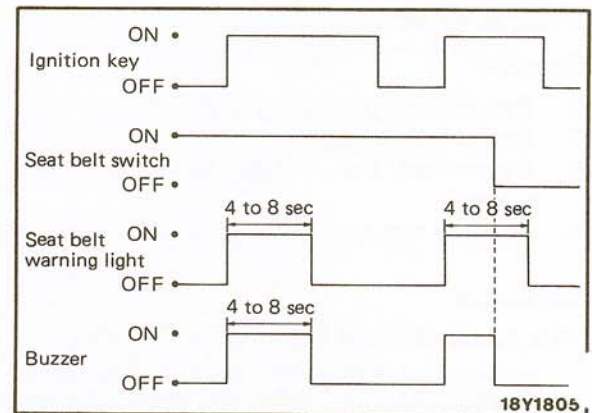 ON
Ignition key
OFF
ON
Seat belt switch
OFF
4 to 8 sec 4 to 8 sec
Seat belt ON
warning light
OFF
4 to 8 sec
ON
Buzzer
OFF
18Y1805